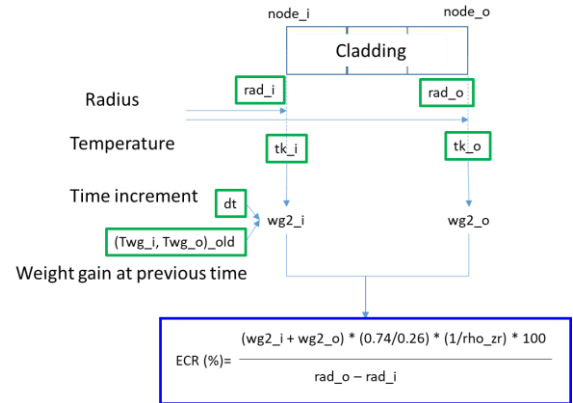 node_i node_o
Cladding
rad_i rad_o
Radius
Temperature
tk_i tk_o
Time increment
dt
wg2_i wg2_o
(Twg_i, Twg_o)_old
Weight gain at previous time
(wg2_i + wg2_o) * (0.74/0.26) * (1/rho_zr) * 100
ECR (%)=
rad_o – rad_i